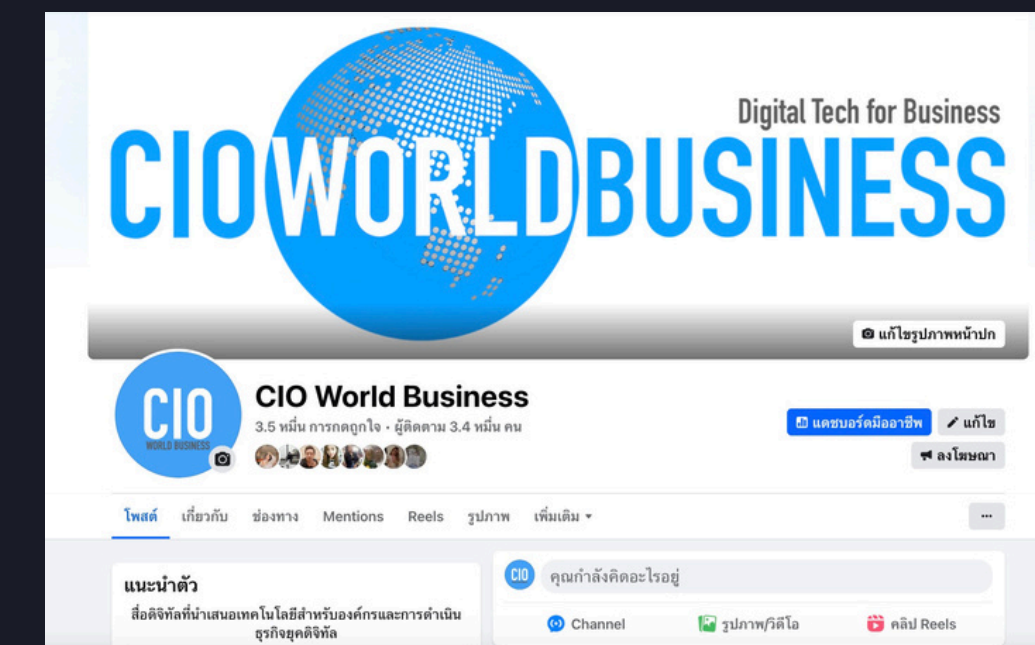 Digital Tech for Business
CIOWORLDBUSINESS
แก้ไขรูปภาพหน้าปก
CIO
WORLD BUSINESS
CIO World Business
3.5 หมื่น การกดถูกใจ • ผู้ติดตาม 3.4 หมื่น คน
แดชบอร์ดมืออาชีพ
แก้ไข
ลงโฆษณา
โพสต์ เกี่ยวกับ ช่องทาง Mentions Reels รูปภาพ เพิ่มเติม
แนะนำตัว
สื่อดิจิทัลที่นำเสนอเทคโนโลยีสำหรับองค์กรและการดำเนิน
ธุรกิจยุคดิจิทัล
CIO คุณกำลังคิดอะไรอยู่
Channel รูปภาพ/วิดีโอ คลิป Reels